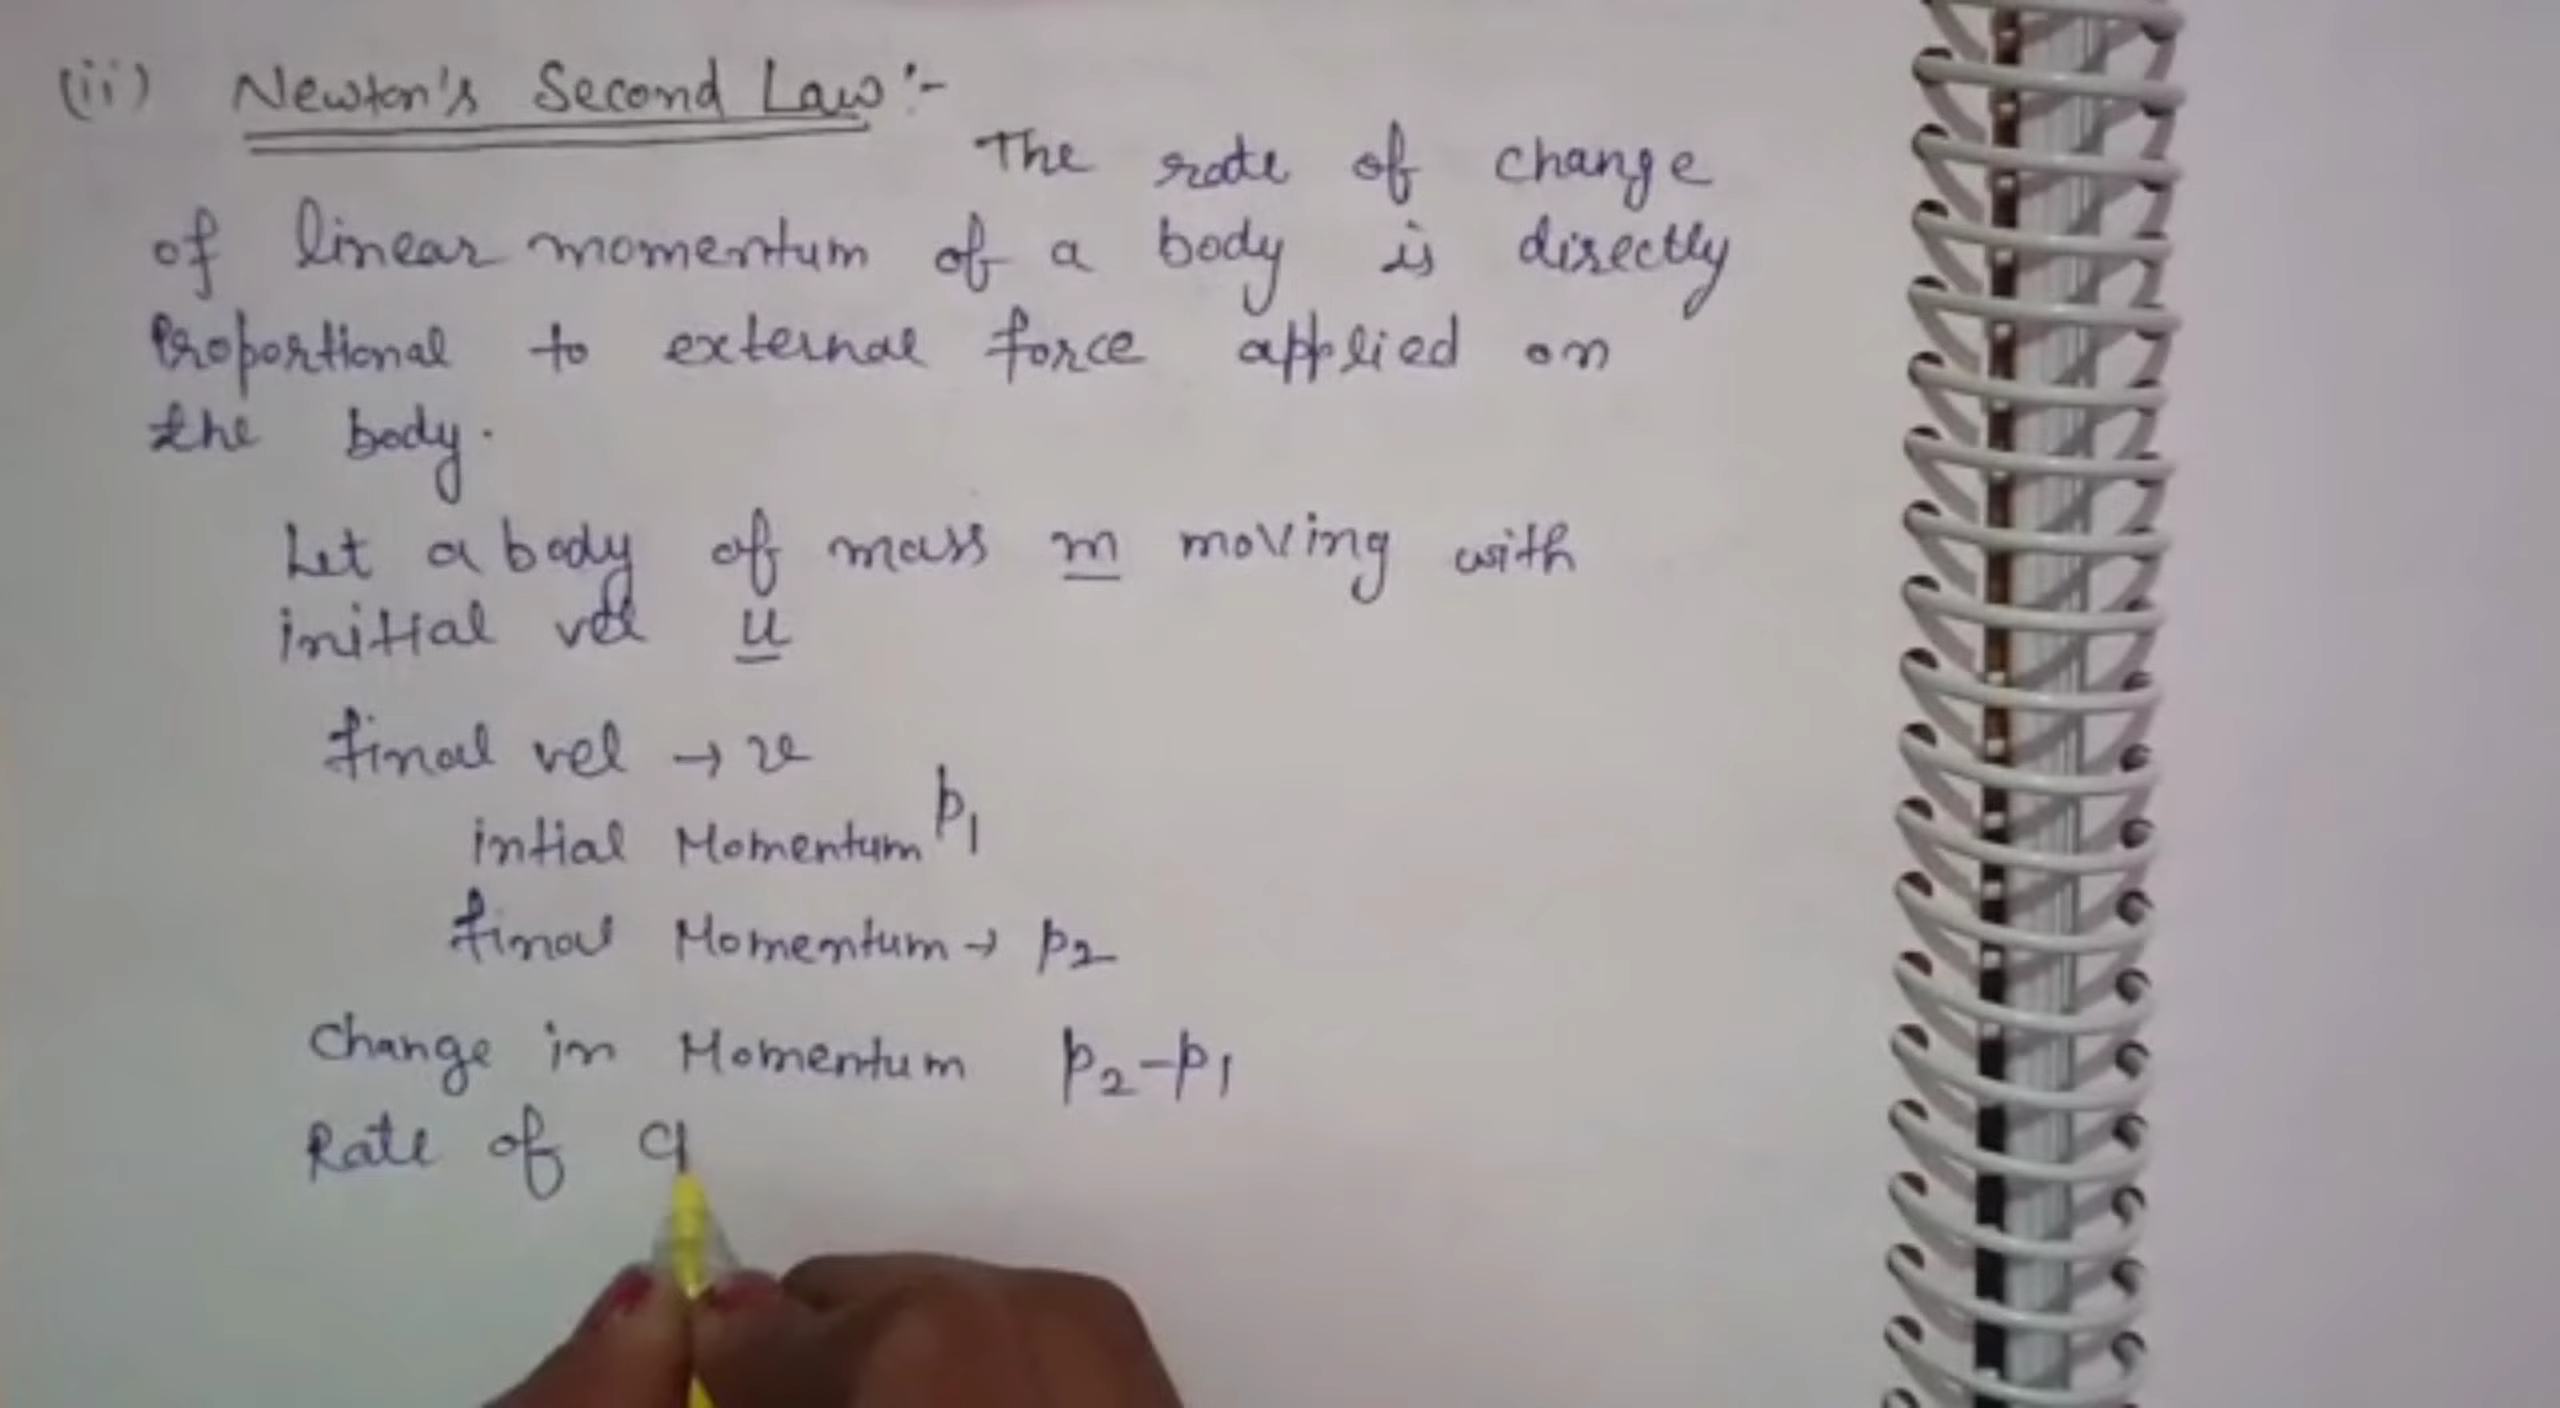 (ii) Newton's Second Law :-
The rate of change
of linear momentum of a body is directly
Proportional to external force applied on
the body.
Let a body of mass m moving with
initial vel u
final vel → v
intial Momentum p₁
final Momentum → p₂
Change in Momentum p₂-p₁
Rate of